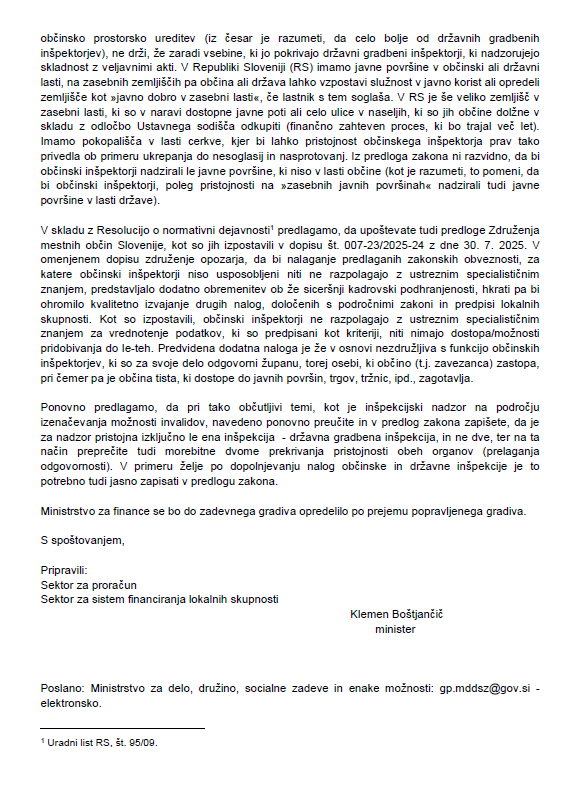 občinsko prostorsko ureditev (iz česar je razumeti, da celo bolje od državnih gradbenih
inšpektorjev), ne drži, že zaradi vsebine, ki jo pokrivajo državni gradbeni inšpektorji, ki nadzorujejo
skladnost z veljavnimi akti. V Republiki Sloveniji (RS) imamo javne površine v občinski ali državni
lasti, na zasebnih zemljiščih pa občina ali država lahko vzpostavi služnost v javno korist ali opredeli
zemljišče kot »javno dobro v zasebni lasti«, če lastnik s tem soglaša. V RS je še veliko zemljišč v
zasebni lasti, ki so v naravi dostopne javne poti ali celo ulice v naseljih, ki so jih občine dolžne v
skladu z odločbo Ustavnega sodišča odkupiti (finančno zahteven proces, ki bo trajal več let).
Imamo pokopališča v lasti cerkve, kjer bi lahko pristojnost občinskega inšpektorja prav tako
privedla ob primeru ukrepanja do nesoglasij in nasprotovanj. Iz predloga zakona ni razvidno, da bi
občinski inšpektorji nadzirali le javne površine, ki niso v lasti občine (kot je razumeti, to pomeni, da
bi občinski inšpektorji, poleg pristojnosti na »zasebnih javnih površinah« nadzirali tudi javne
površine v lasti države).
V skladu z Resolucijo o normativni dejavnosti¹ predlagamo, da upoštevate tudi predloge Združenja
mestnih občin Slovenije, kot so jih izpostavili v dopisu št. 007-23/2025-24 z dne 30. 7. 2025. V
omenjenem dopisu združenje opozarja, da bi nalaganje predlaganih zakonskih obveznosti, za
katere občinski inšpektorji niso usposobljeni niti ne razpolagajo z ustreznim specialističnim
znanjem, predstavljalo dodatno obremenitev ob že siceršnji kadrovski podhranjenosti, hkrati pa bi
ohromilo kvalitetno izvajanje drugih nalog, določenih s področnimi zakoni in predpisi lokalnih
skupnosti. Kot so izpostavili, občinski inšpektorji ne razpolagajo z ustreznim specialističnim
znanjem za vrednotenje podatkov, ki so predpisani kot kriteriji, niti nimajo dostopa/možnosti
pridobivanja do le-teh. Predvidena dodatna naloga je že v osnovi nezdružljiva s funkcijo občinskih
inšpektorjev, ki so za svoje delo odgovorni županu, torej osebi, ki občino (t.j. zavezanca) zastopa,
pri čemer pa je občina tista, ki dostope do javnih površin, trgov, tržnic, ipd., zagotavlja.
Ponovno predlagamo, da pri tako občutljivi temi, kot je inšpekcijski nadzor na področju
izenačevanja možnosti invalidov, navedeno ponovno preučite in v predlog zakona zapišete, da je
za nadzor pristojna izključno le ena inšpekcija - državna gradbena inšpekcija, in ne dve, ter na ta
način preprečite tudi morebitne dvome prekrivanja pristojnosti obeh organov (prelaganja
odgovornosti). V primeru želje po dopolnjevanju nalog občinske in državne inšpekcije je to
potrebno tudi jasno zapisati v predlogu zakona.
Ministrstvo za finance se bo do zadevnega gradiva opredelilo po prejemu popravljenega gradiva.
S spoštovanjem,
Pripravili:
Sektor za proračun
Sektor za sistem financiranja lokalnih skupnosti
Klemen Boštjančič
minister
Poslano: Ministrstvo za delo, družino, socialne zadeve in enake možnosti: gp.mddsz@gov.si -
elektronsko.
¹ Uradni list RS, št. 95/09.